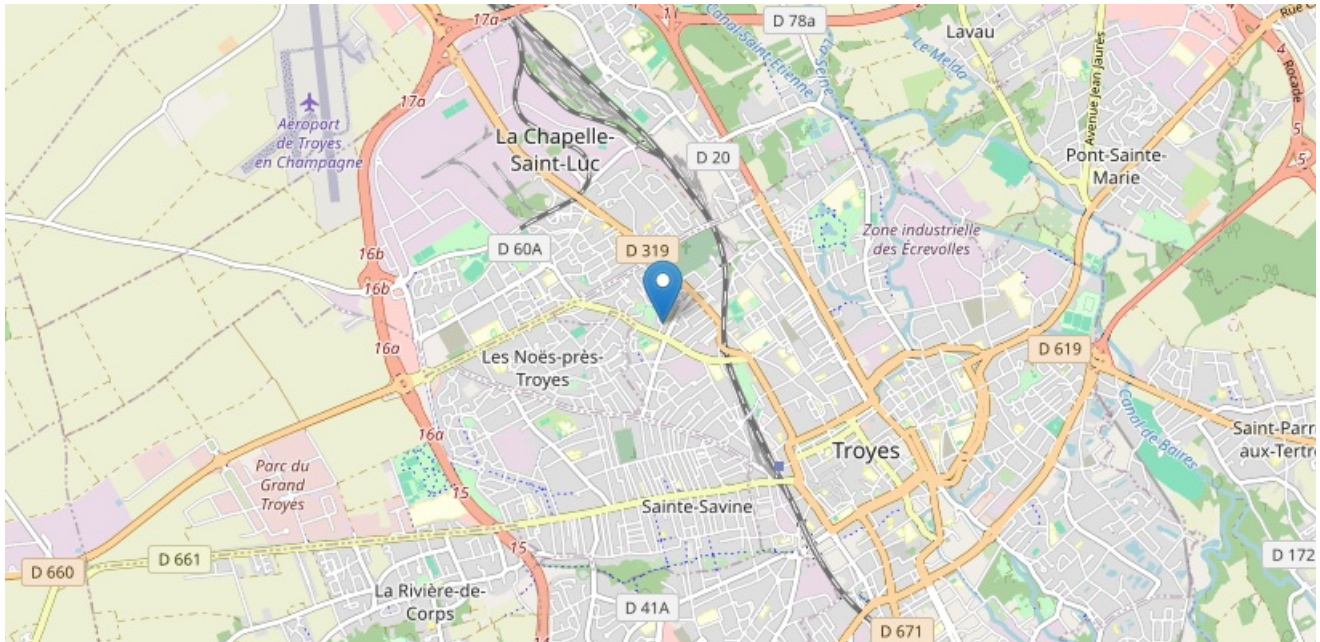 17a
D 78a
Lavau
Canal-Saint-Etienne
La Seine
Le Melda
Avenue Jean Jaurès
4
Rocade
17a
Aéroport
de Troyes
en Champagne
La Chapelle-
Saint-Luc
D 20
Pont-Sainte-
Marie
5
5
Zone industrielle
des Écrevolles
D 60A
D 319
16b
16b
16a
Les Noës-près-
Troyes
D 619
Canal de Baires
16a
Parc du
Grand
Troyes
15
Troyes
Saint-Parr
aux-Tertre
Sainte-Savine
15
D 661
D 660
La Rivière-de-
Corps
D 41A
D 172
D 671